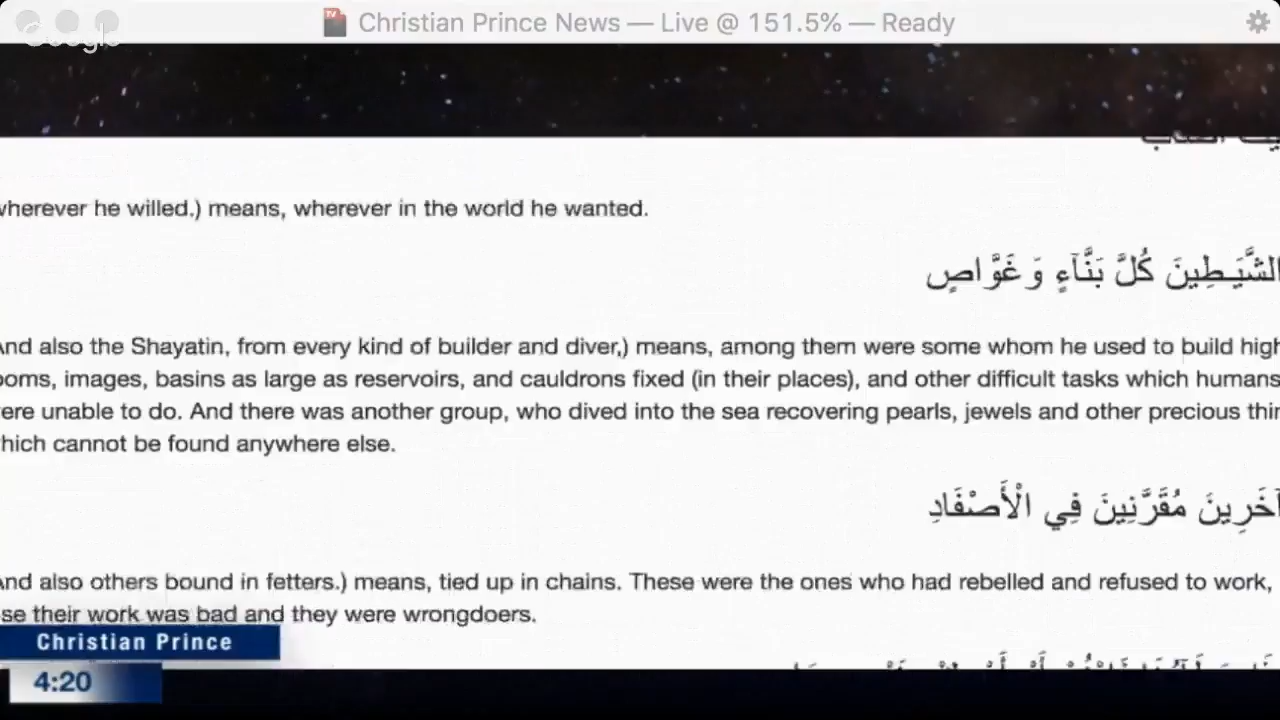 Christian Prince News — Live @ 151.5% — Ready
Google
wherever he willed.) means, wherever in the world he wanted.
الشَّيَـطِينَ كُلَّ بَنَّآءٍ وَغَوَّاصٍ
And also the Shayatin, from every kind of builder and diver,) means, among them were some whom he used to build high
ooms, images, basins as large as reservoirs, and cauldrons fixed (in their places), and other difficult tasks which humans
ere unable to do. And there was another group, who dived into the sea recovering pearls, jewels and other precious thin
hich cannot be found anywhere else.
آخَرِينَ مُقَرَّنِينَ فِي الْأَصْفَادِ
And also others bound in fetters.) means, tied up in chains. These were the ones who had rebelled and refused to work,
se their work was bad and they were wrongdoers.
Christian Prince
4:20